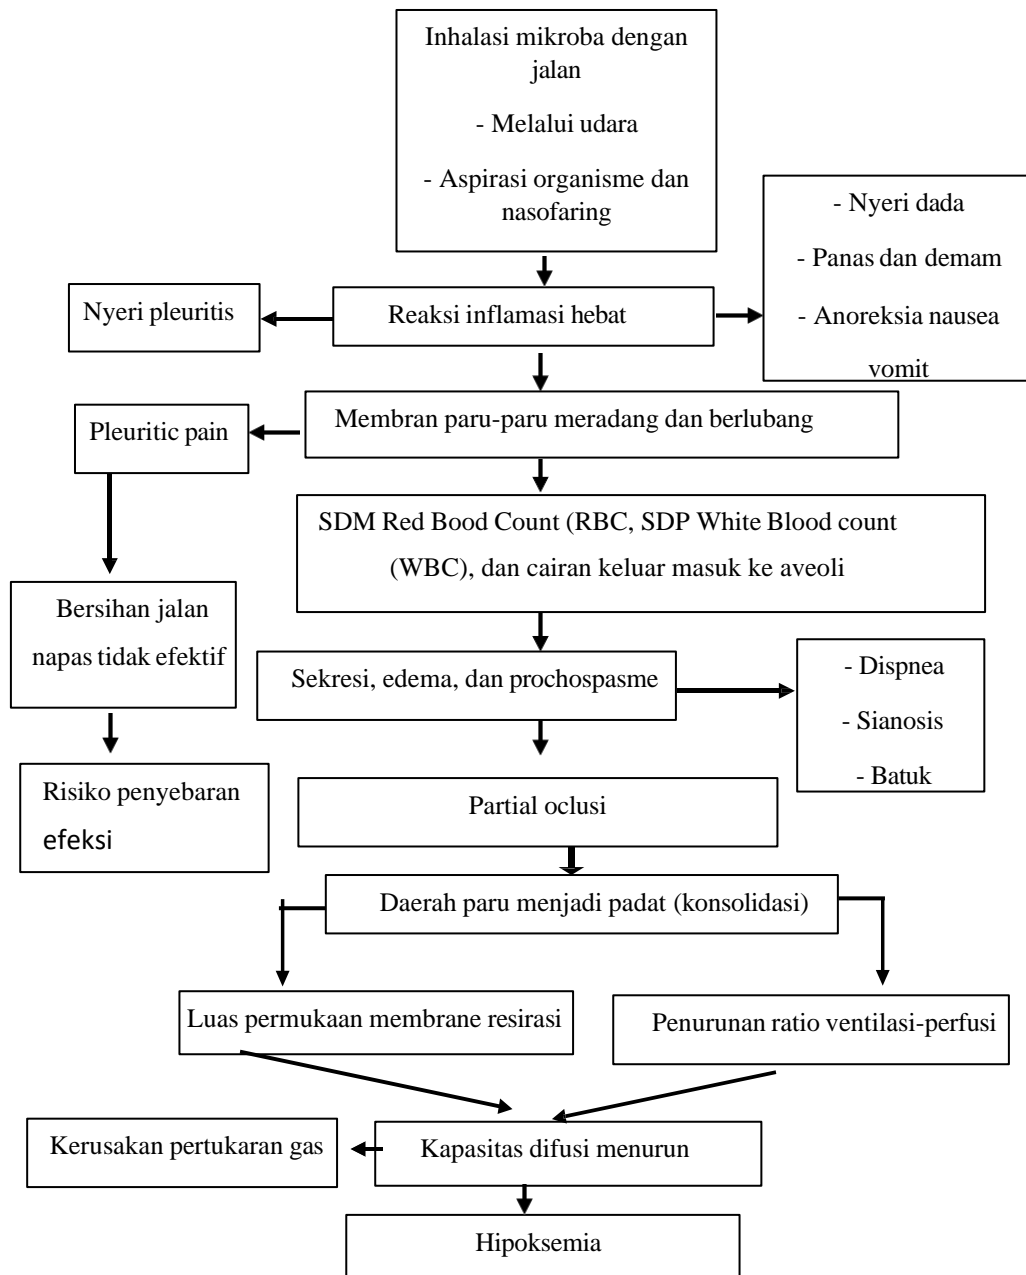 Inhalasi mikroba dengan
jalan
- Melalui udara
- Aspirasi organisme dan
nasofaring
- Nyeri dada
- Panas dan demam
- Anoreksia nausea
vomit
Nyeri pleuritis
Reaksi inflamasi hebat
Membran paru-paru meradang dan berlubang
Pleuritic pain
SDM Red Bood Count (RBC, SDP White Blood count
(WBC), dan cairan keluar masuk ke aveoli
Bersihan jalan
napas tidak efektif
Sekresi, edema, dan prochospasme
- Dispnea
- Sianosis
- Batuk
Risiko penyebaran
efeksi
Partial oclusi
Daerah paru menjadi padat (konsolidasi)
Luas permukaan membrane resirasi
Penurunan ratio ventilasi-perfusi
Kerusakan pertukaran gas
Kapasitas difusi menurun
Hipoksemia